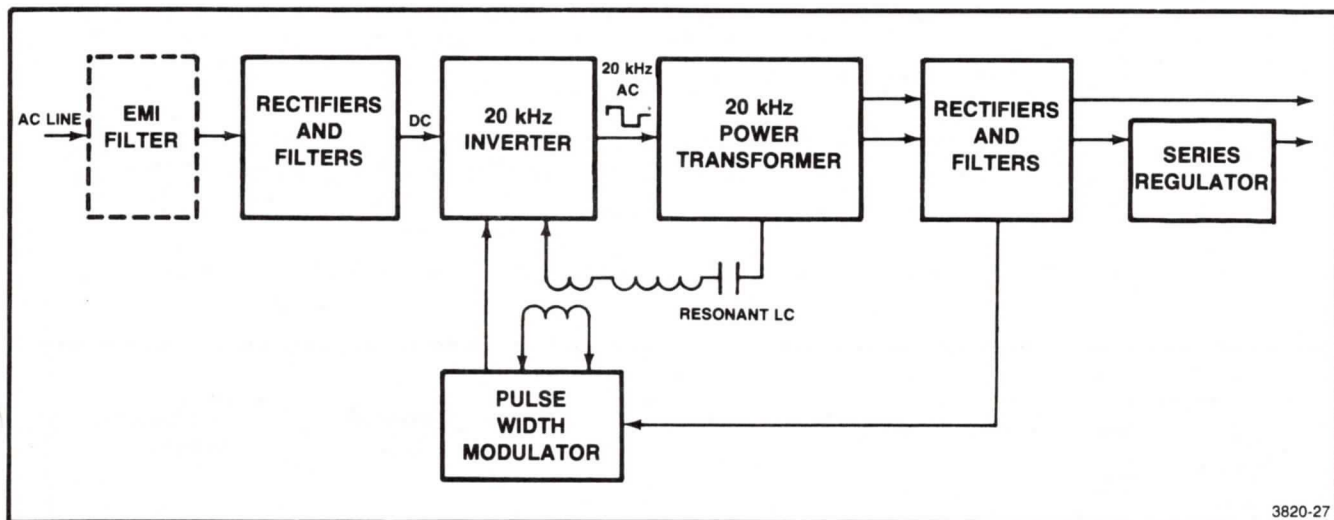 AC LINE
EMI
FILTER
RECTIFIERS
AND
FILTERS
DC
20 kHz
INVERTER
20 kHz
AC
20 kHz
POWER
TRANSFORMER
RECTIFIERS
AND
FILTERS
SERIES
REGULATOR
RESONANT LC
PULSE
WIDTH
MODULATOR
3820-27